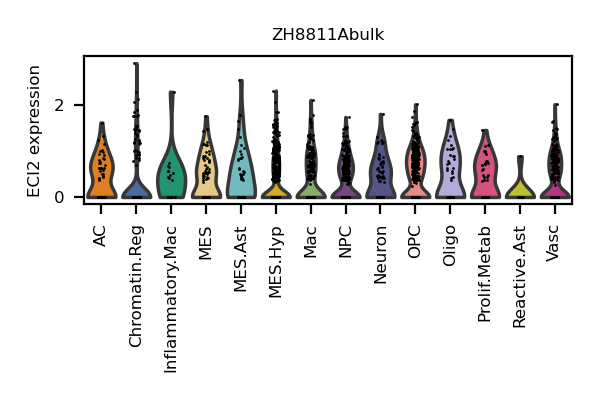 ZH8811Abulk
ECI2 expression
2
0
AC
Chromatin.Reg
Inflammatory.Mac
MES
MES.Ast
MES.Hyp
Mac
NPC
Neuron
OPC
Oligo
Prolif.Metab
Reactive.Ast
Vasc